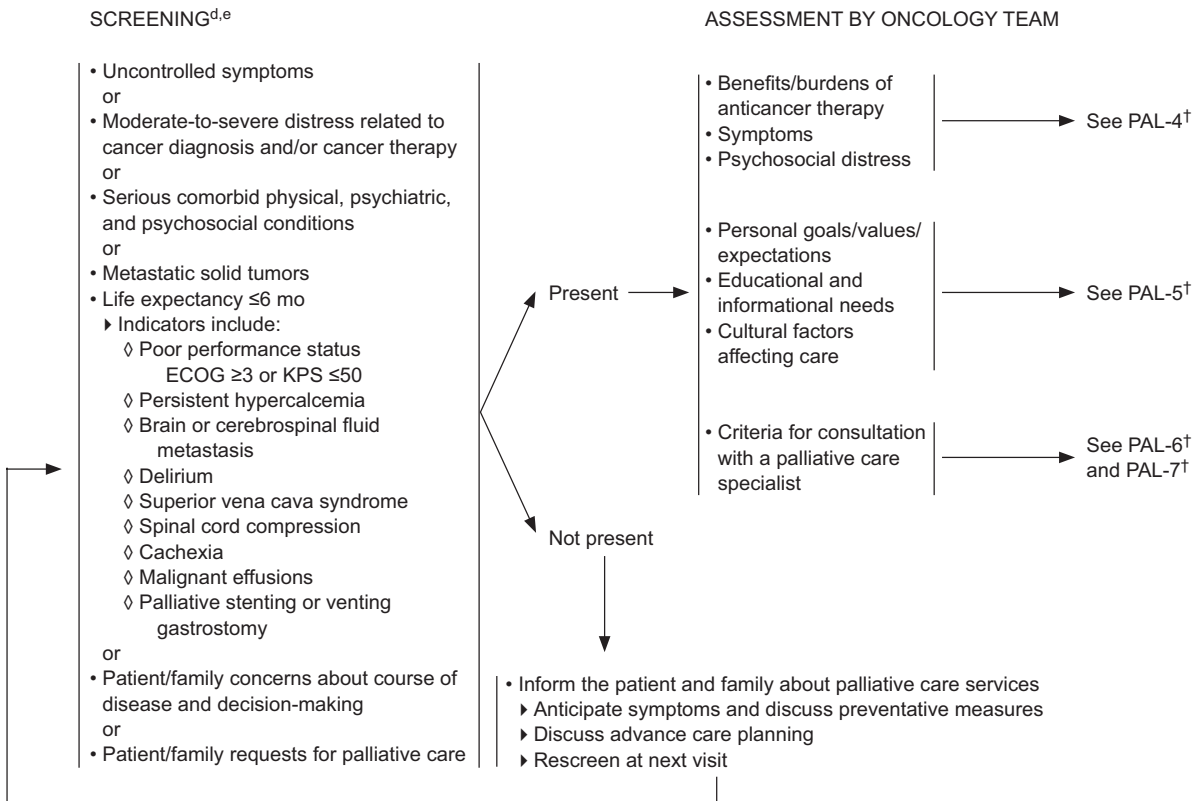 SCREENINGd,e
• Uncontrolled symptoms
or
• Moderate-to-severe distress related to
cancer diagnosis and/or cancer therapy
or
• Serious comorbid physical, psychiatric,
and psychosocial conditions
or
• Metastatic solid tumors
• Life expectancy ≤6 mo
▸ Indicators include:
◊ Poor performance status
ECOG ≥3 or KPS ≤50
◊ Persistent hypercalcemia
◊ Brain or cerebrospinal fluid
metastasis
◊ Delirium
◊ Superior vena cava syndrome
◊ Spinal cord compression
◊ Cachexia
◊ Malignant effusions
◊ Palliative stenting or venting
gastrostomy
or
• Patient/family concerns about course of
disease and decision-making
or
• Patient/family requests for palliative care
Present
Not present
ASSESSMENT BY ONCOLOGY TEAM
• Benefits/burdens of
anticancer therapy
• Symptoms
• Psychosocial distress
See PAL-4†
• Personal goals/values/
expectations
• Educational and
informational needs
• Cultural factors
affecting care
See PAL-5†
• Criteria for consultation
with a palliative care
specialist
See PAL-6†
and PAL-7†
• Inform the patient and family about palliative care services
▸ Anticipate symptoms and discuss preventative measures
▸ Discuss advance care planning
▸ Rescreen at next visit